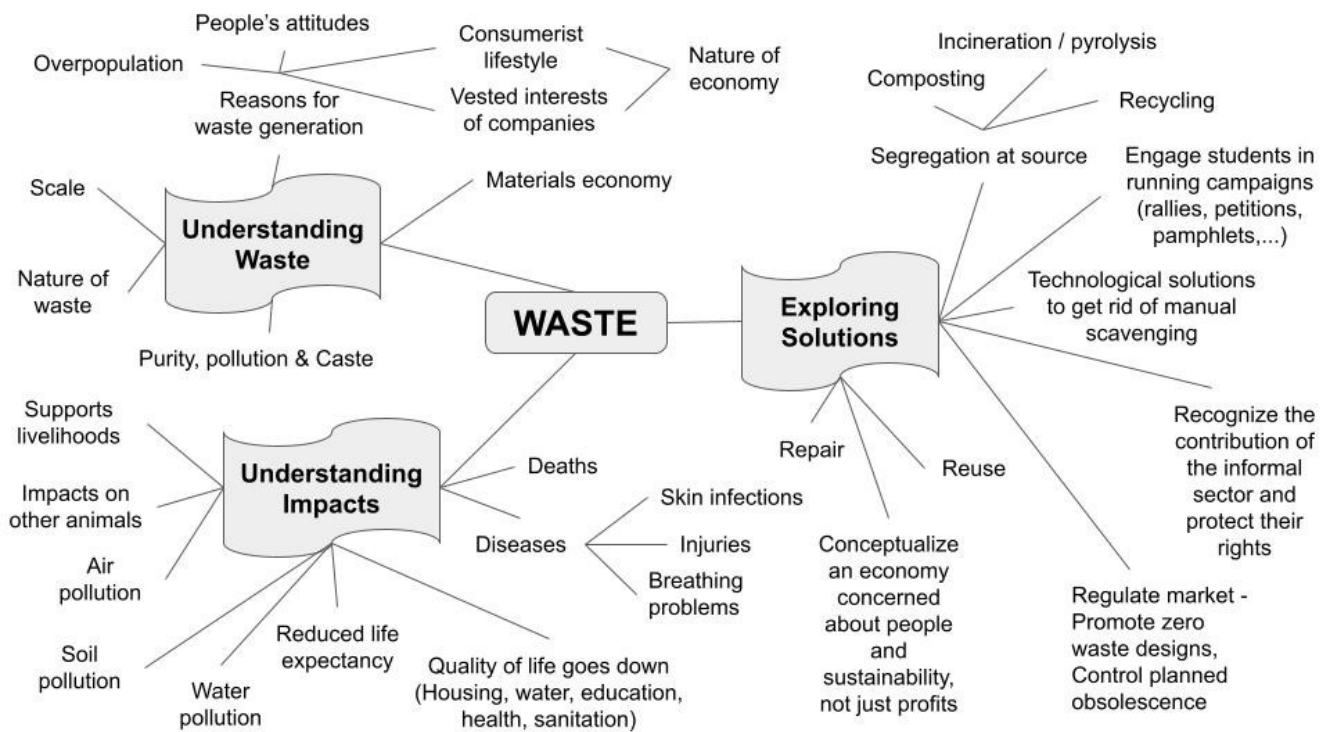 People's attitudes
Overpopulation
Consumerist
lifestyle
Nature of
economy
Vested interests
of companies
Reasons for
waste generation
Scale
Materials economy
Understanding
Waste
Nature of
waste
Purity, pollution & Caste
WASTE
Incineration / pyrolysis
Composting
Recycling
Segregation at source
Engage students in
running campaigns
(rallies, petitions,
pamphlets,...)
Exploring
Solutions
Technological solutions
to get rid of manual
scavenging
Recognize the
contribution of
the informal
sector and
protect their
rights
Repair
Reuse
Conceptualize
an economy
concerned
about people
and
sustainability,
not just profits
Regulate market -
Promote zero
waste designs,
Control planned
obsolescence
Supports
livelihoods
Understanding
Impacts
Impacts on
other animals
Air
pollution
Soil
pollution
Water
pollution
Reduced life
expectancy
Quality of life goes down
(Housing, water, education,
health, sanitation)
Deaths
Diseases
Skin infections
Injuries
Breathing
problems